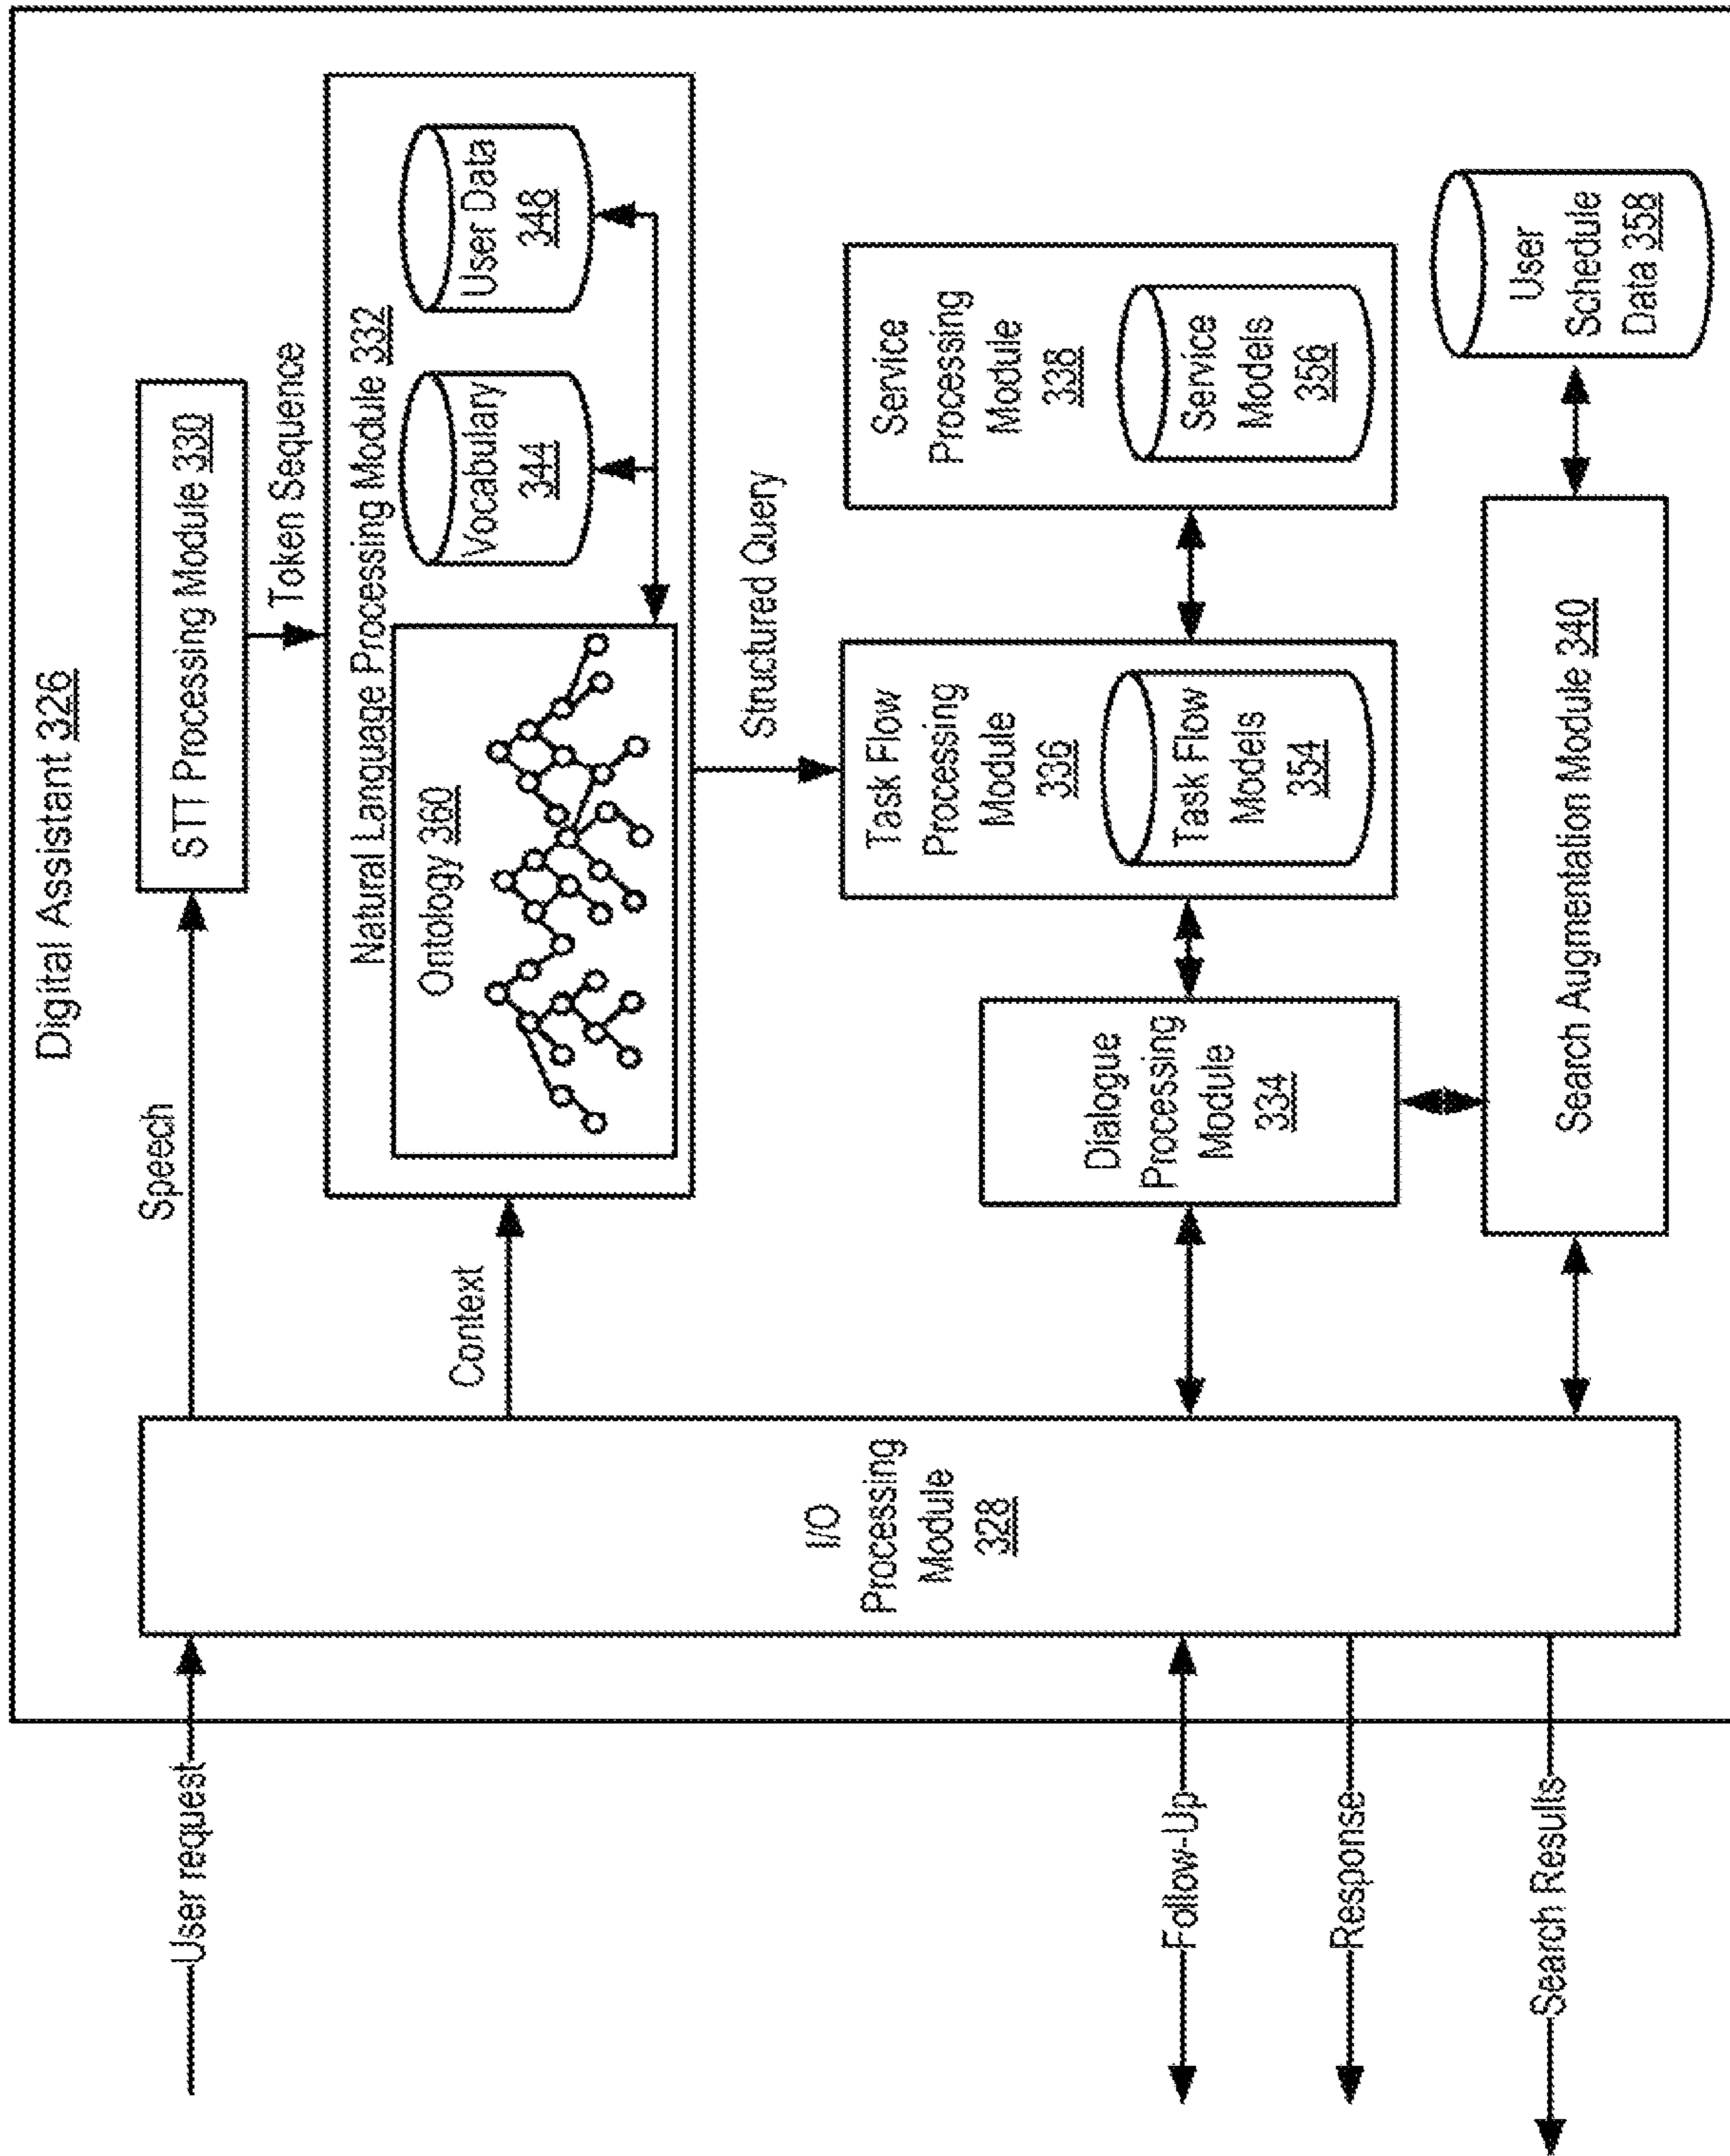 Digital Assistant 326
User request
Speech
STT Processing Module 330
Token Sequence
Context
Natural Language Processing Module 332
Ontology 360
Vocabulary
344
User Data
348
Structured Query
I/O
Processing
Module
328
Follow-Up
Response
Search Results
Dialogue
Processing
Module
334
Task Flow
Processing
Module
336
Task Flow
Models
354
Service
Processing
Module
338
Service
Models
356
Search Augmentation Module 340
User
Schedule
Data 358